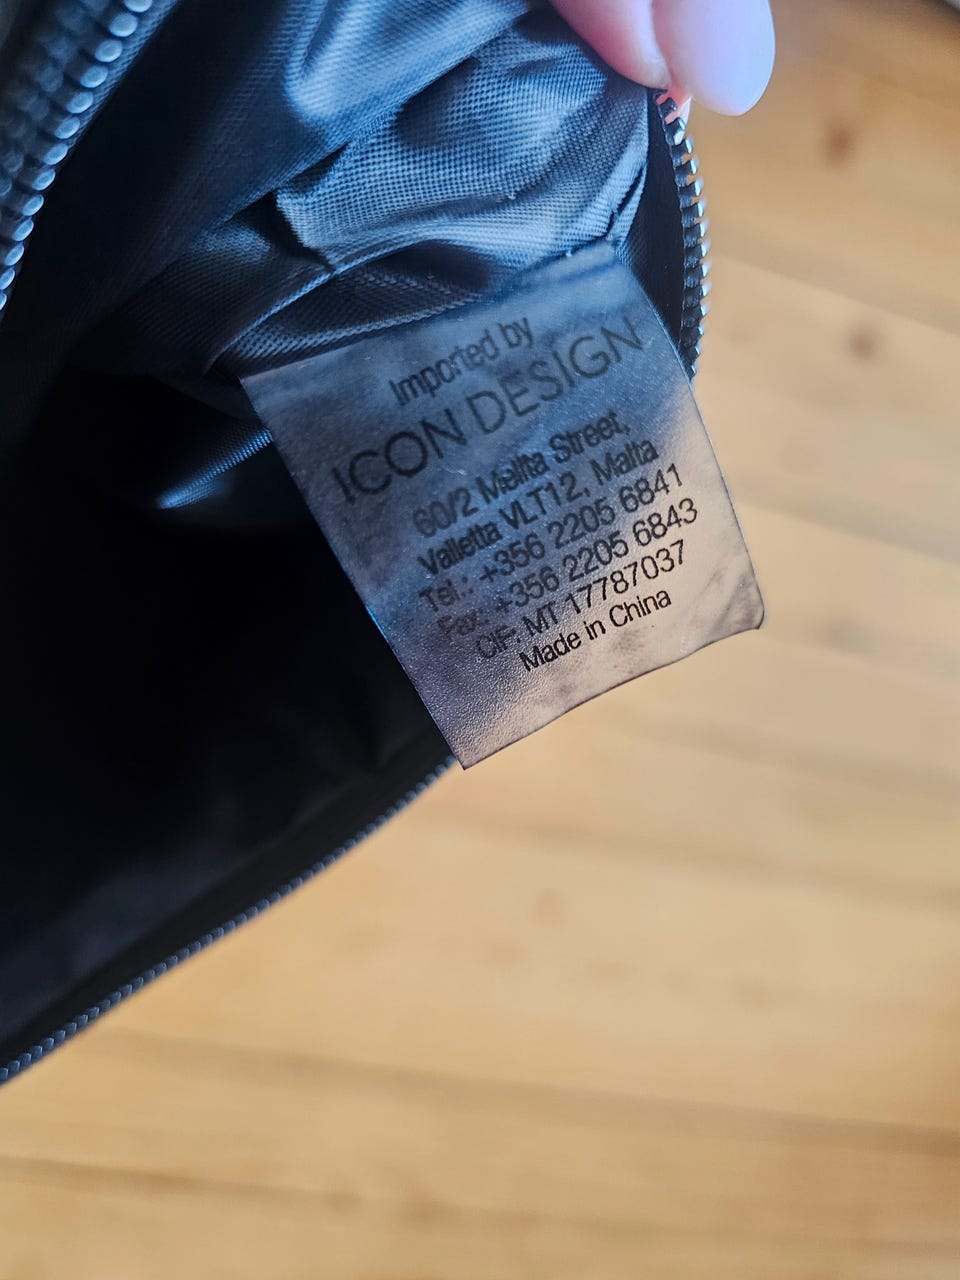 Imported by
ICON DESIGN
60/2 Melita Street,
Valletta VLT12, Malta
Tel.: +356 2205 6841
Fax: +356 2205 6843
CIF: MT 17787037
Made in China